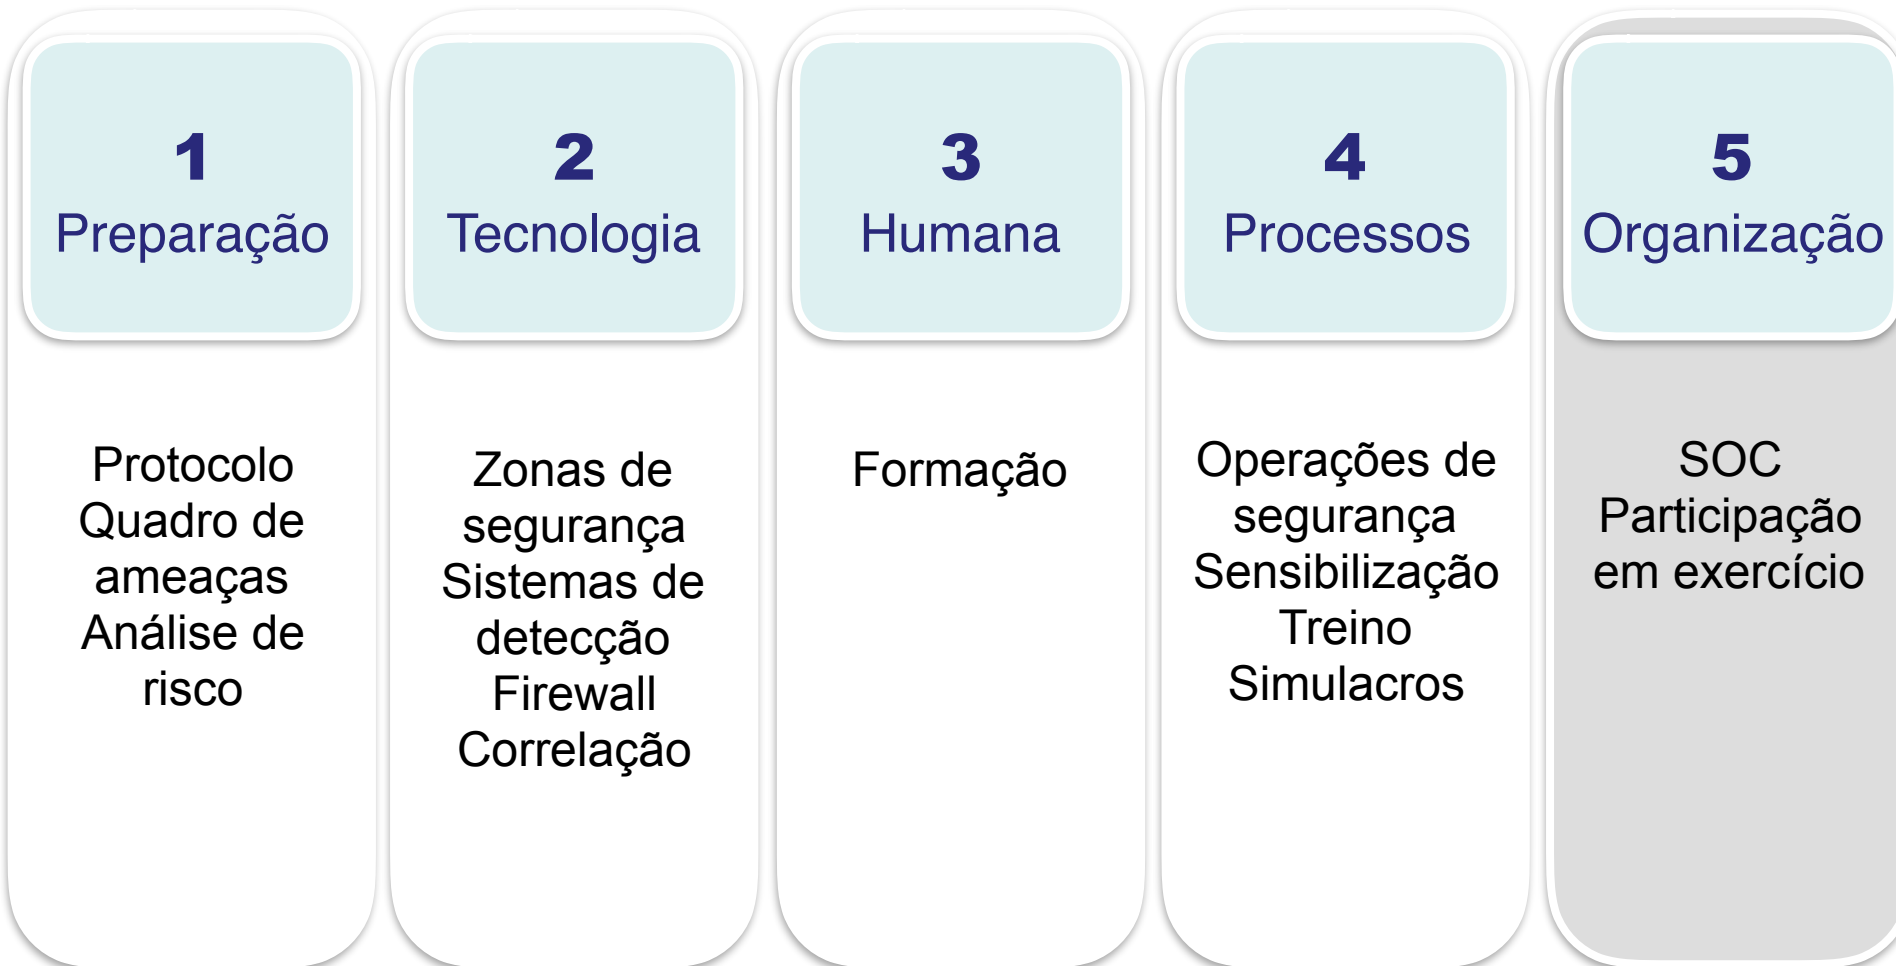 1
Preparação
Protocolo
Quadro de
ameaças
Análise de
risco
2
Tecnologia
Zonas de
segurança
Sistemas de
detecção
Firewall
Correlação
3
Humana
Formação
4
Processos
Operações de
segurança
Sensibilização
Treino
Simulacros
5
Organização
SOC
Participação
em exercício